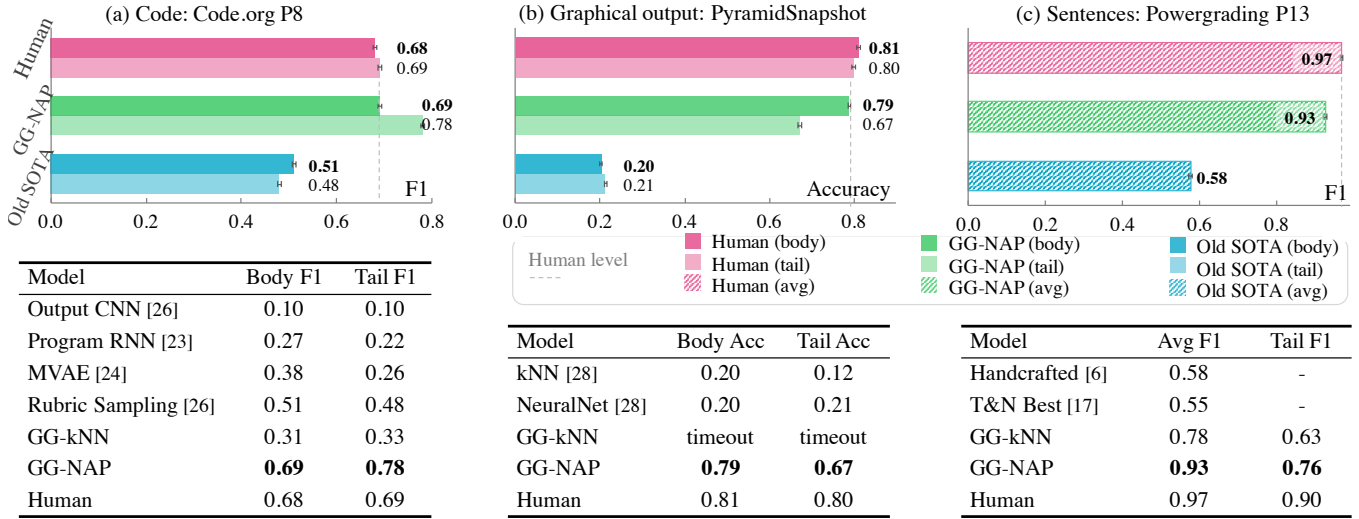 (a) Code: Code.org P8
Human
0.68
0.69
GG-NAP
0.69
0.78
Old SOTA
0.51
0.48
F1
0.0 0.2 0.4 0.6 0.8
(b) Graphical output: PyramidSnapshot
0.81
0.80
0.79
0.67
0.20
0.21
Accuracy
0.0 0.2 0.4 0.6 0.8
(c) Sentences: Powergrading P13
0.97
0.93
0.58
F1
0.0 0.2 0.4 0.6 0.8
Human level
Human (body)
Human (tail)
Human (avg)
GG-NAP (body)
GG-NAP (tail)
GG-NAP (avg)
Old SOTA (body)
Old SOTA (tail)
Old SOTA (avg)
Model Body F1 Tail F1
Output CNN [26] 0.10 0.10
Program RNN [23] 0.27 0.22
MVAE [24] 0.38 0.26
Rubric Sampling [26] 0.51 0.48
GG-kNN 0.31 0.33
GG-NAP 0.69 0.78
Human 0.68 0.69
Model Body Acc Tail Acc
kNN [28] 0.20 0.12
NeuralNet [28] 0.20 0.21
GG-kNN timeout timeout
GG-NAP 0.79 0.67
Human 0.81 0.80
Model Avg F1 Tail F1
Handcrafted [6] 0.58 -
T&N Best [17] 0.55 -
GG-kNN 0.78 0.63
GG-NAP 0.93 0.76
Human 0.97 0.90